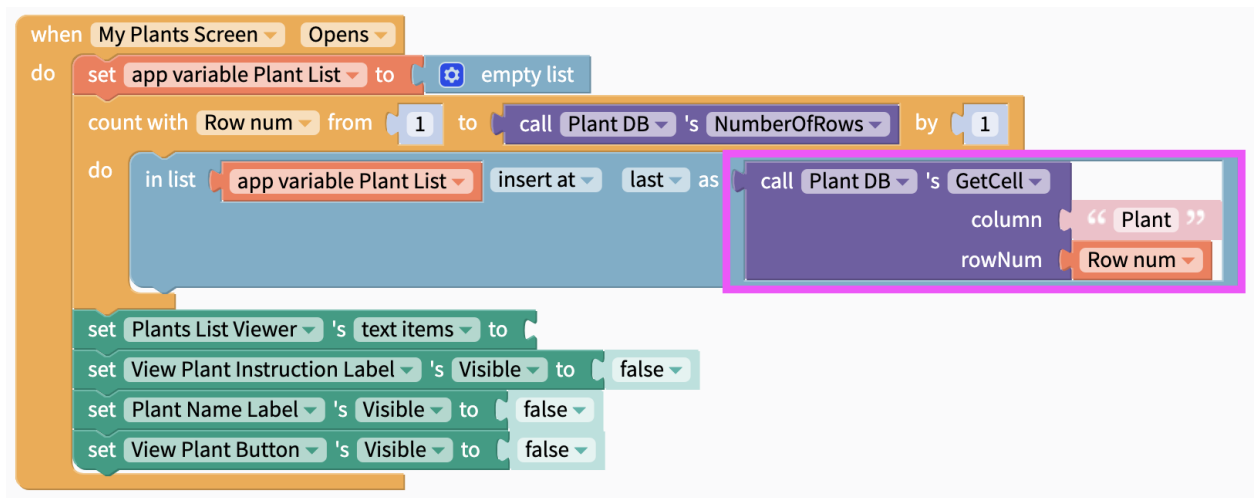 when My Plants Screen Opens
do set app variable Plant List to empty list
count with Row num from 1 to call Plant DB 's NumberOfRows by 1
do in list app variable Plant List insert at last as call Plant DB 's GetCell
column “ Plant ”
rowNum Row num
set Plants List Viewer 's text items to
set View Plant Instruction Label 's Visible to false
set Plant Name Label 's Visible to false
set View Plant Button 's Visible to false